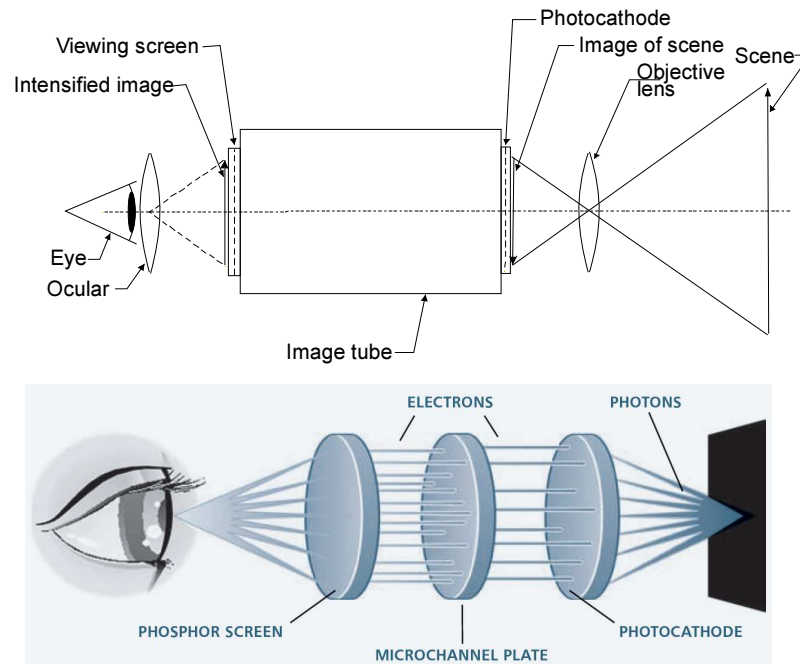 Photocathode
Viewing screen
Image of scene
Scene
Objective
lens
Intensified image
Eye
Ocular
Image tube
ELECTRONS
PHOTONS
PHOSPHOR SCREEN
PHOTOCATHODE
MICROCHANNEL PLATE